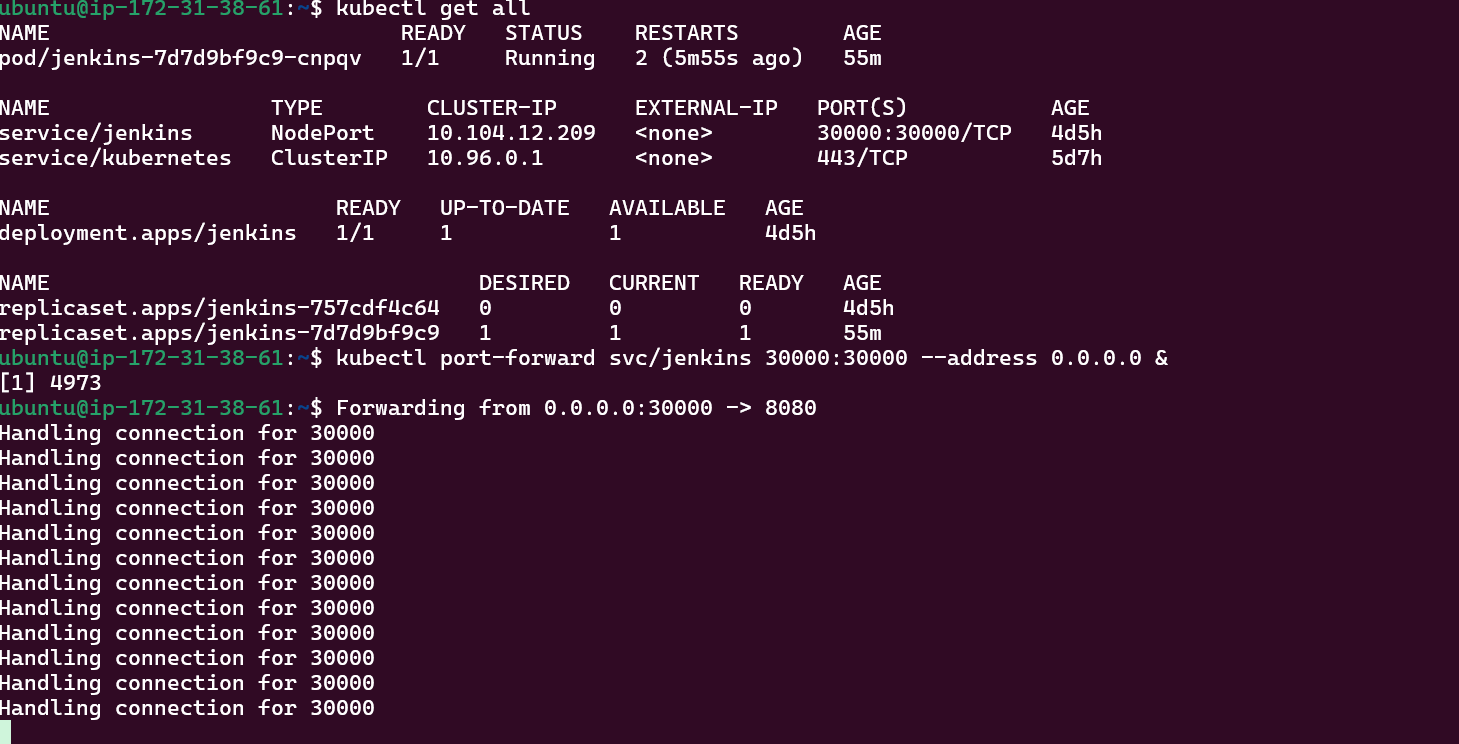 ubuntu@ip-172-31-38-61:~$ kubectl get all
NAME                           READY   STATUS    RESTARTS        AGE
pod/jenkins-7d7d9bf9c9-cnpqv   1/1     Running   2 (5m55s ago)   55m

NAME                 TYPE        CLUSTER-IP      EXTERNAL-IP   PORT(S)           AGE
service/jenkins      NodePort    10.104.12.209   <none>        30000:30000/TCP   4d5h
service/kubernetes   ClusterIP   10.96.0.1       <none>        443/TCP           5d7h

NAME                      READY   UP-TO-DATE   AVAILABLE   AGE
deployment.apps/jenkins   1/1     1            1           4d5h

NAME                                 DESIRED   CURRENT   READY   AGE
replicaset.apps/jenkins-757cdf4c64   0         0         0       4d5h
replicaset.apps/jenkins-7d7d9bf9c9   1         1         1       55m
ubuntu@ip-172-31-38-61:~$ kubectl port-forward svc/jenkins 30000:30000 --address 0.0.0.0 &
[1] 4973
ubuntu@ip-172-31-38-61:~$ Forwarding from 0.0.0.0:30000 -> 8080
Handling connection for 30000
Handling connection for 30000
Handling connection for 30000
Handling connection for 30000
Handling connection for 30000
Handling connection for 30000
Handling connection for 30000
Handling connection for 30000
Handling connection for 30000
Handling connection for 30000
Handling connection for 30000
Handling connection for 30000